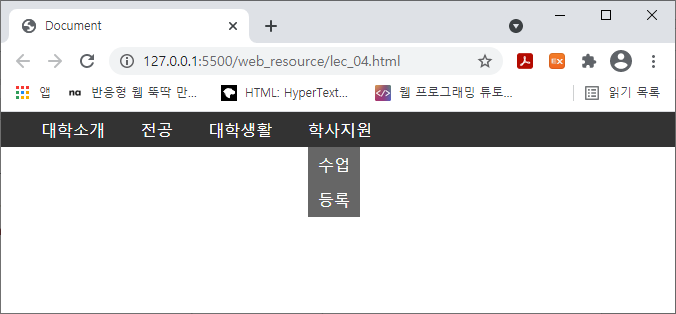 Document
127.0.0.1:5500/web_resource/lec_04.html
앱 na 반응형 웹 뚝딱 만... HTML: HyperText... 웹 프로그래밍 튜토... 읽기 목록
대학소개 전공 대학생활 학사지원
수업
등록